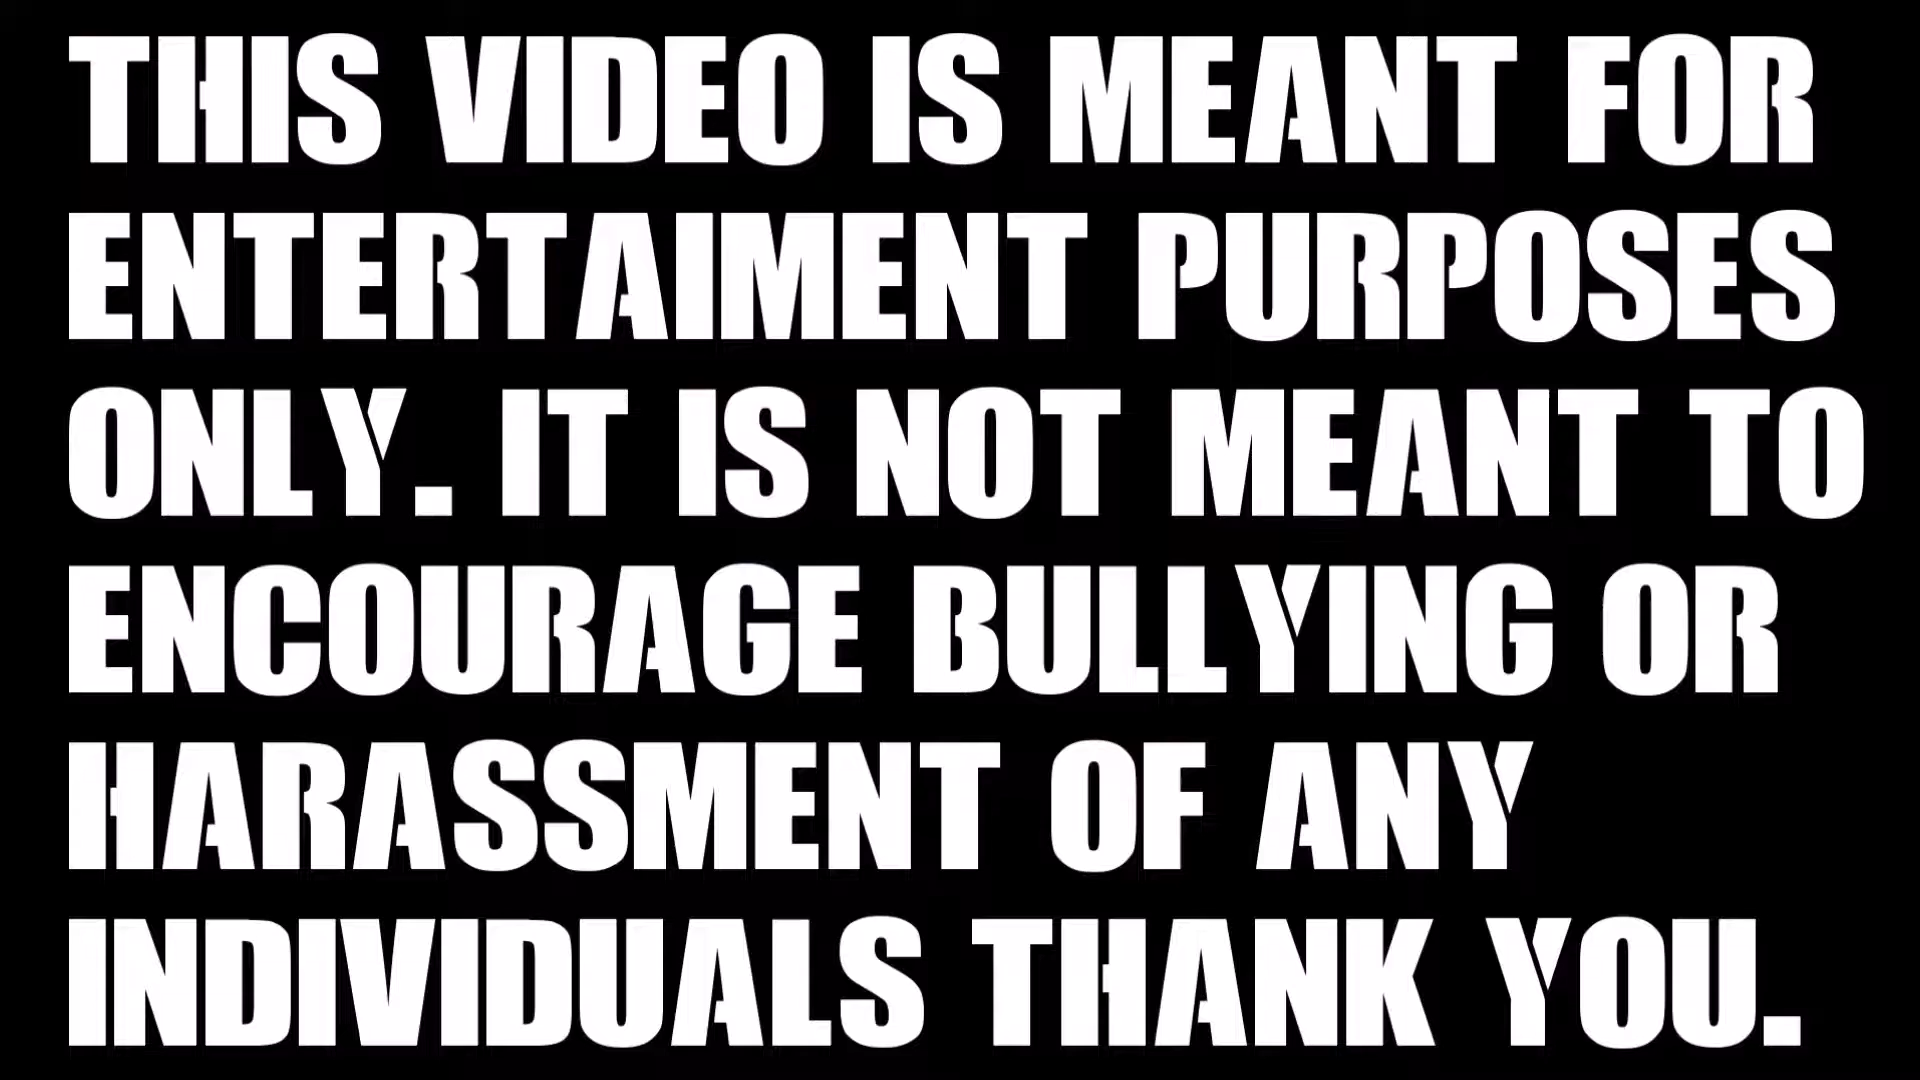 THIS VIDEO IS MEANT FOR
ENTERTAIMENT PURPOSES
ONLY. IT IS NOT MEANT TO
ENCOURAGE BULLYING OR
HARASSMENT OF ANY
INDIVIDUALS THANK YOU.